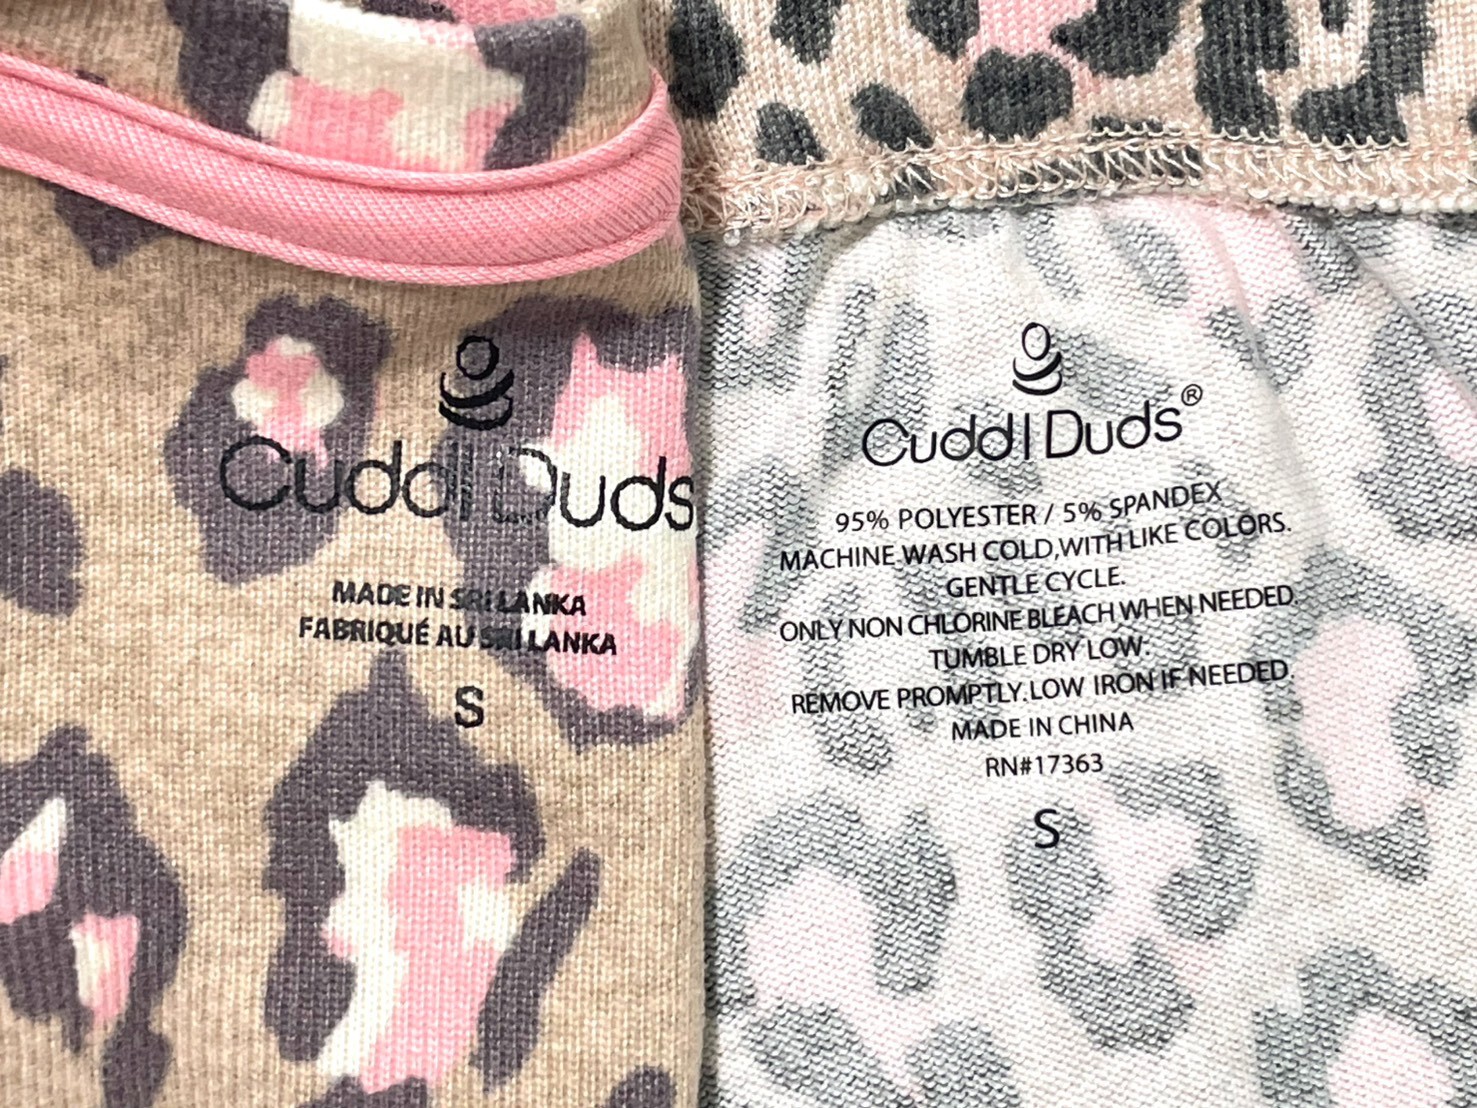 Cuddl Duds
MADE IN SRI LANKA
FABRIQUÉ AU SRI LANKA
S
Cuddl Duds®
95% POLYESTER / 5% SPANDEX
MACHINE WASH COLD,WITH LIKE COLORS.
GENTLE CYCLE.
ONLY NON CHLORINE BLEACH WHEN NEEDED.
TUMBLE DRY LOW.
REMOVE PROMPTLY.LOW IRON IF NEEDED.
MADE IN CHINA
RN#17363
S